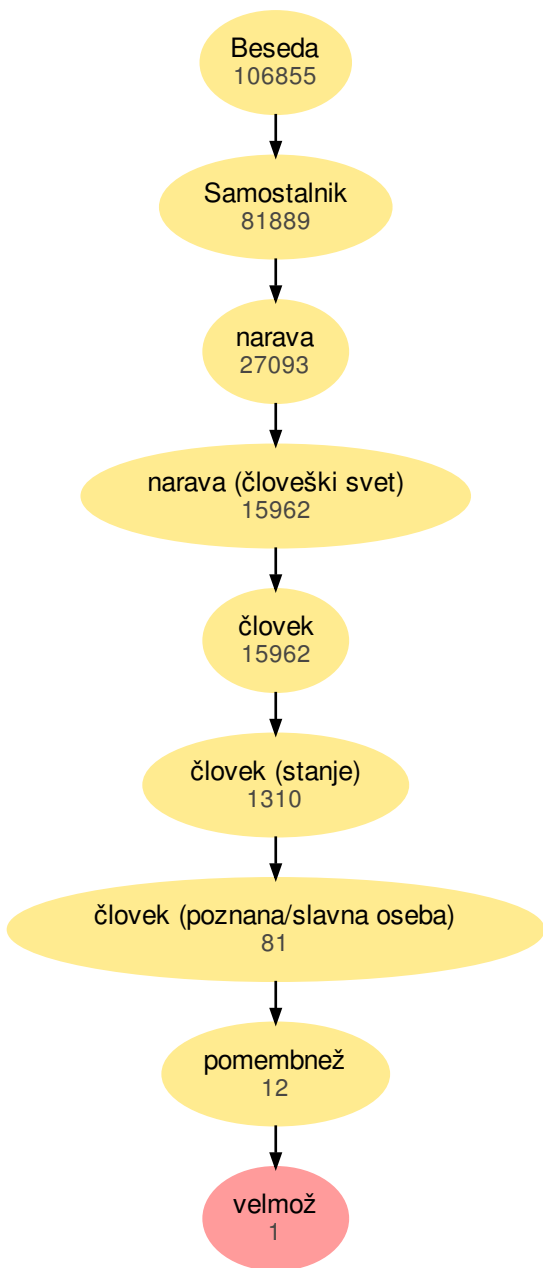 Beseda
106855
Samostalnik
81889
narava
27093
narava (človeški svet)
15962
človek
15962
človek (stanje)
1310
človek (poznana/slavna oseba)
81
pomembnež
12
velmož
1